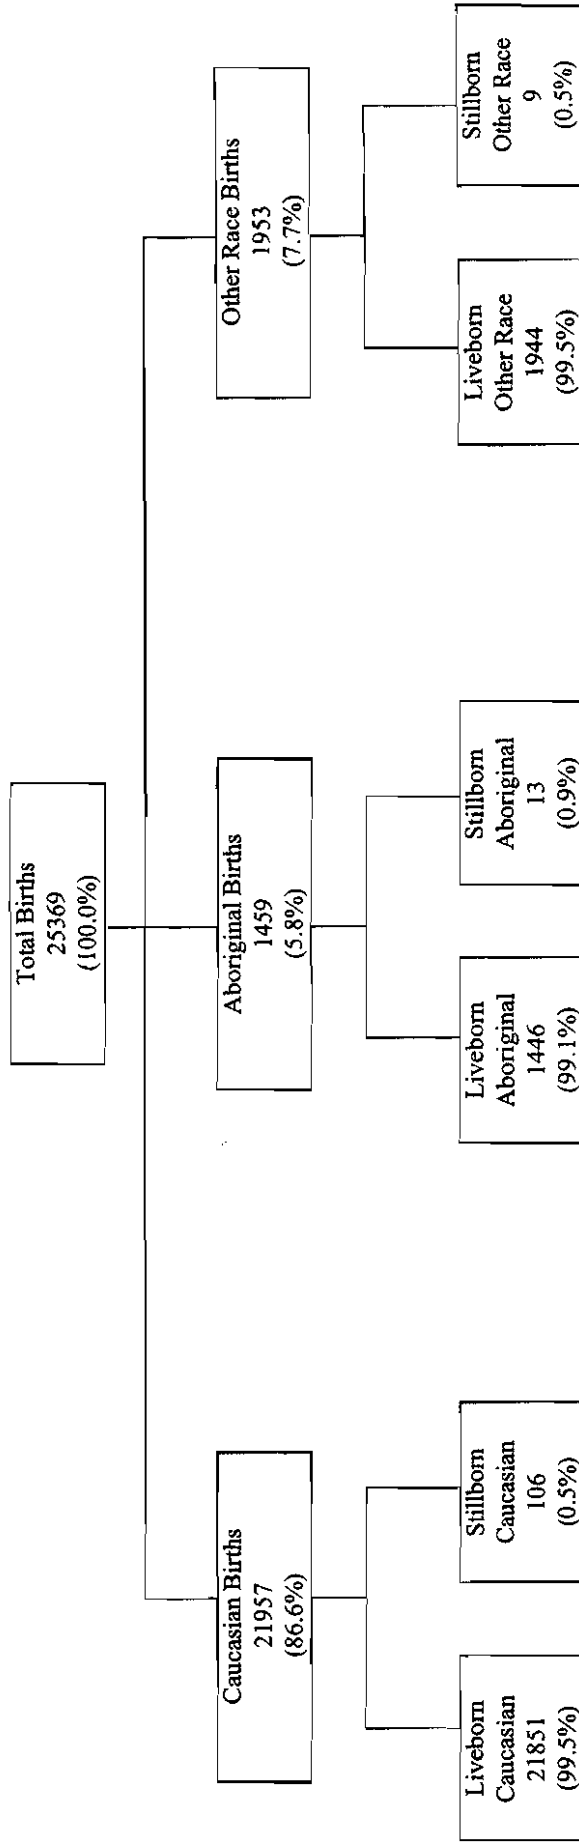 Total Births
25369
(100.0%)
Caucasian Births
21957
(86.6%)
Aboriginal Births
1459
(5.8%)
Other Race Births
1953
(7.7%)
Liveborn
Caucasian
21851
(99.5%)
Stillborn
Caucasian
106
(0.5%)
Liveborn
Aboriginal
1446
(99.1%)
Stillborn
Aboriginal
13
(0.9%)
Liveborn
Other Race
1944
(99.5%)
Stillborn
Other Race
9
(0.5%)